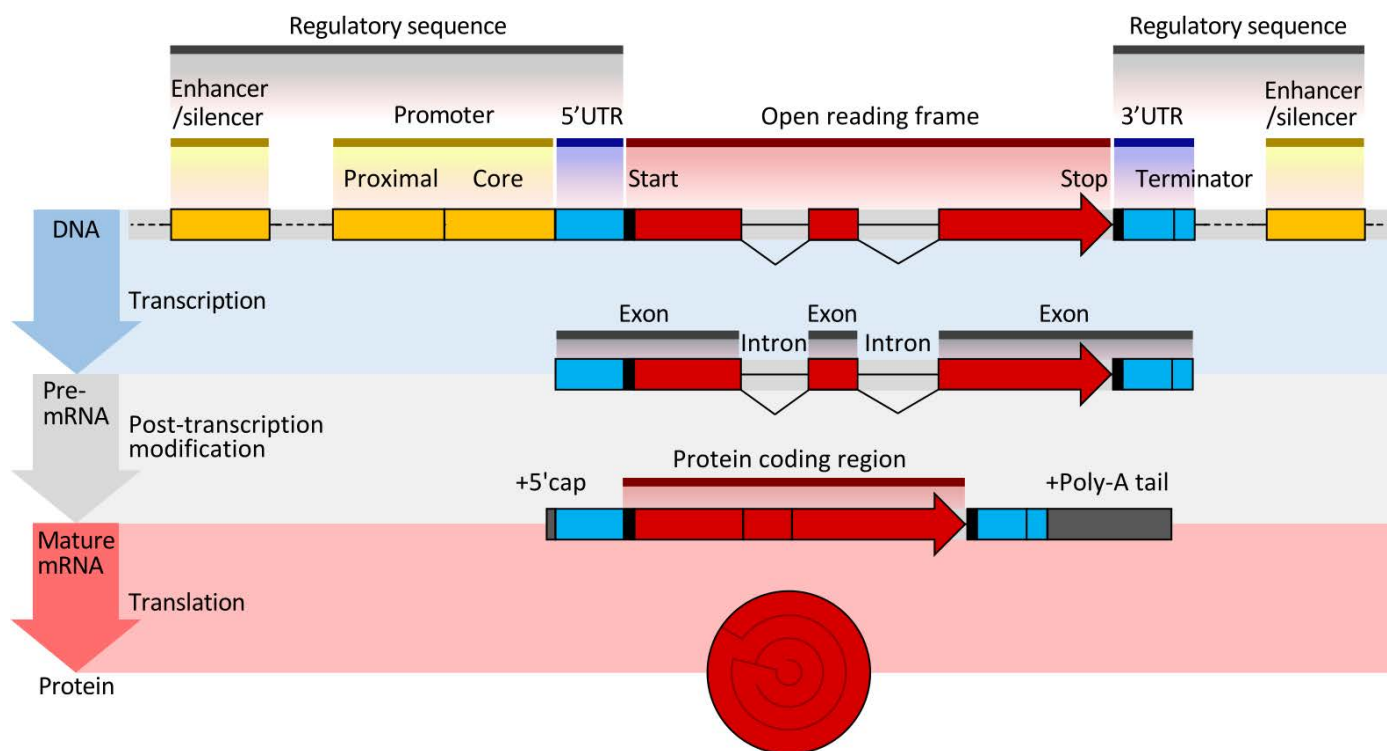 Regulatory sequence
Regulatory sequence
Enhancer
/silencer
Promoter
5’UTR
Open reading frame
3’UTR
Enhancer
/silencer
Proximal
Core
Start
Stop
Terminator
DNA
Transcription
Exon
Exon
Exon
Intron
Intron
Pre-
mRNA
Post-transcription
modification
Protein coding region
+5'cap
+Poly-A tail
Mature
mRNA
Translation
Protein